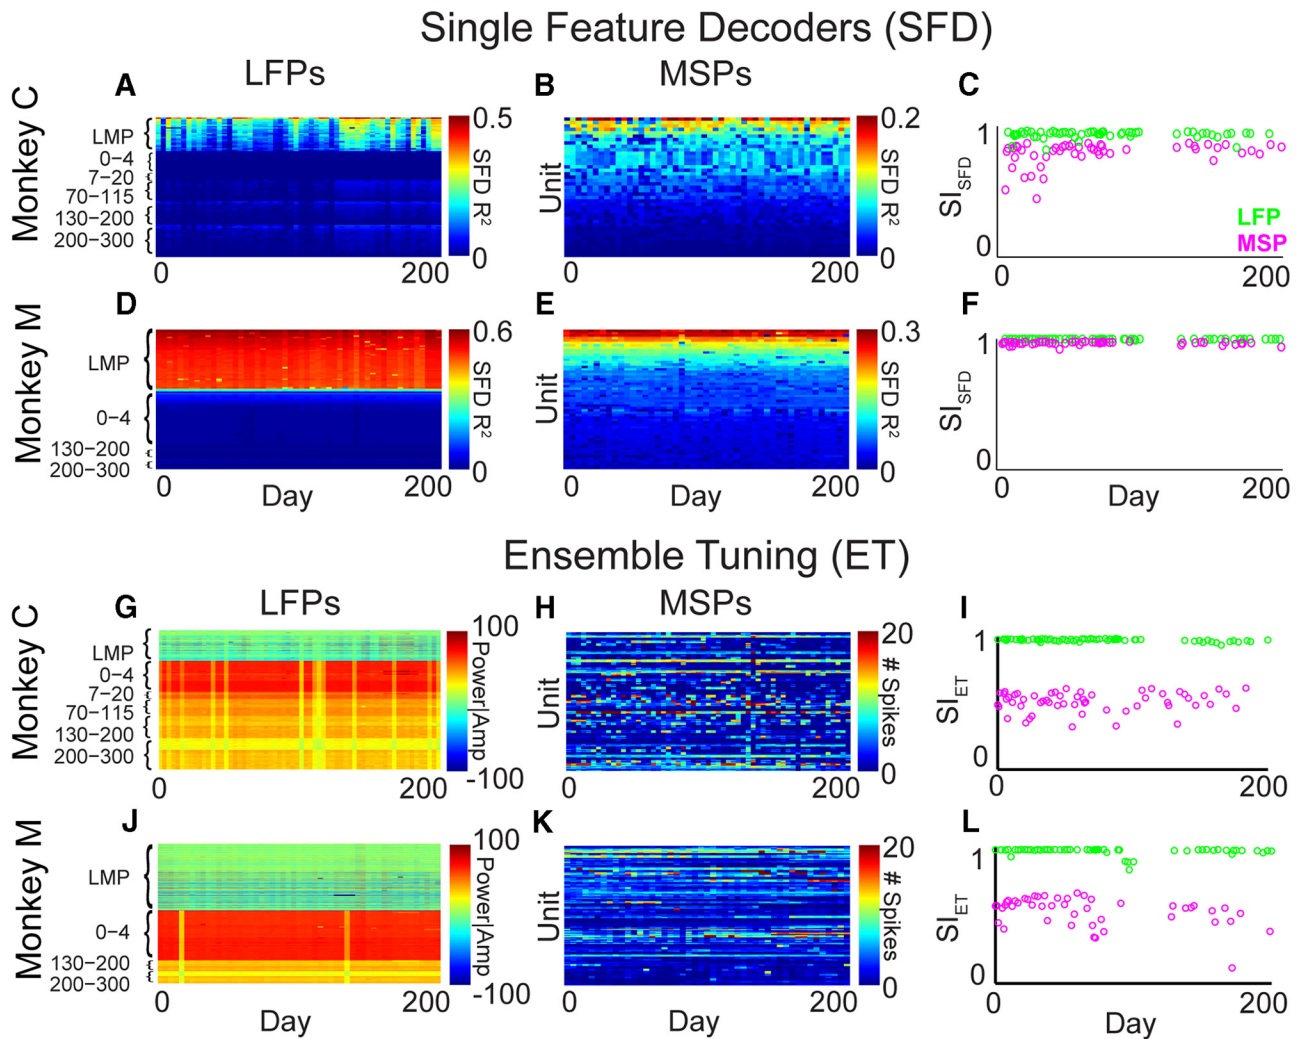 Single Feature Decoders (SFD)
LFPs
MSPs
Monkey C
A
LMP
0–4
7–20
70–115
130–200
200–300
0
200
0.5
SFD R²
0
B
Unit
0
200
0.2
0
C
1
SI_SFD
0
LFP
MSP
0
200
Monkey M
D
LMP
0–4
130–200
200–300
0
Day
200
0.6
SFD R²
0
E
Unit
0
Day
200
0.3
SFD R²
0
F
1
SI_SFD
0
0
Day
200
Ensemble Tuning (ET)
LFPs
MSPs
Monkey C
G
LMP
0–4
7–20
70–115
130–200
200–300
0
200
100
Power|Amp
-100
H
Unit
0
200
20
# Spikes
0
I
1
SI_ET
0
0
200
Monkey M
J
LMP
0–4
130–200
200–300
0
Day
200
100
Power|Amp
-100
K
Unit
0
Day
200
20
# Spikes
0
L
1
SI_ET
0
0
Day
200